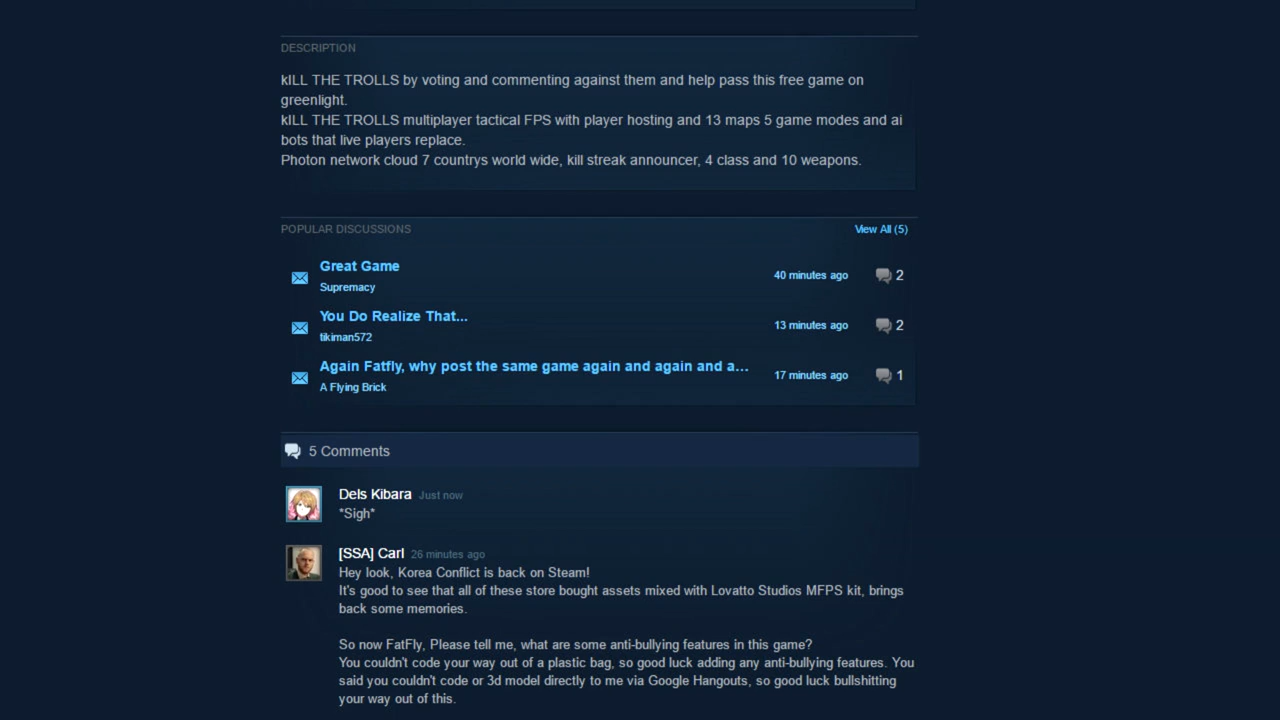 DESCRIPTION
kILL THE TROLLS by voting and commenting against them and help pass this free game on
greenlight.
kILL THE TROLLS multiplayer tactical FPS with player hosting and 13 maps 5 game modes and ai
bots that live players replace.
Photon network cloud 7 countrys world wide, kill streak announcer, 4 class and 10 weapons.
POPULAR DISCUSSIONS View All (5)
Great Game 40 minutes ago 2
Supremacy
You Do Realize That... 13 minutes ago 2
tikiman572
Again Fatfly, why post the same game again and again and a... 17 minutes ago 1
A Flying Brick
5 Comments
Dels Kibara Just now
*Sigh*
[SSA] Carl 26 minutes ago
Hey look, Korea Conflict is back on Steam!
It's good to see that all of these store bought assets mixed with Lovatto Studios MFPS kit, brings
back some memories.
So now FatFly, Please tell me, what are some anti-bullying features in this game?
You couldn't code your way out of a plastic bag, so good luck adding any anti-bullying features. You
said you couldn't code or 3d model directly to me via Google Hangouts, so good luck bullshitting
your way out of this.